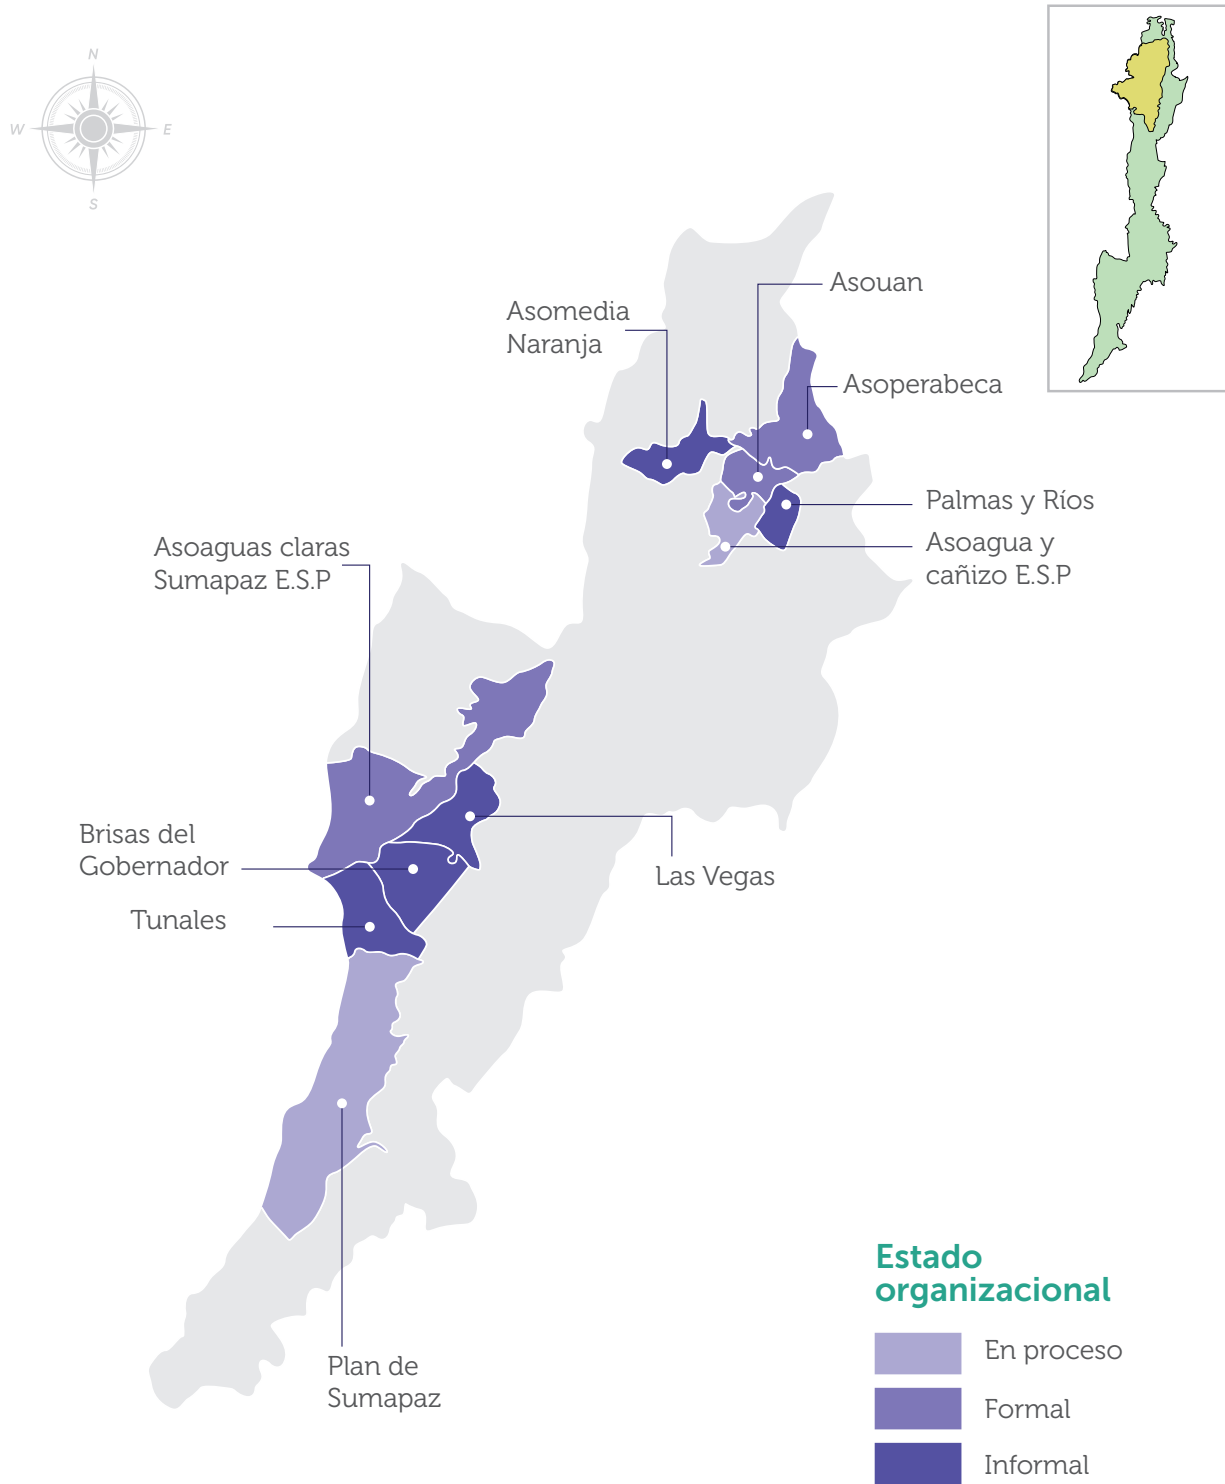 N
W
E
S
Asouan
Asomedia
Naranja
Asoperabeca
Palmas y Ríos
Asoagua y
cañizo E.S.P
Asoaguas claras
Sumapaz E.S.P
Brisas del
Gobernador
Las Vegas
Tunales
Plan de
Sumapaz
Estado
organizacional
En proceso
Formal
Informal